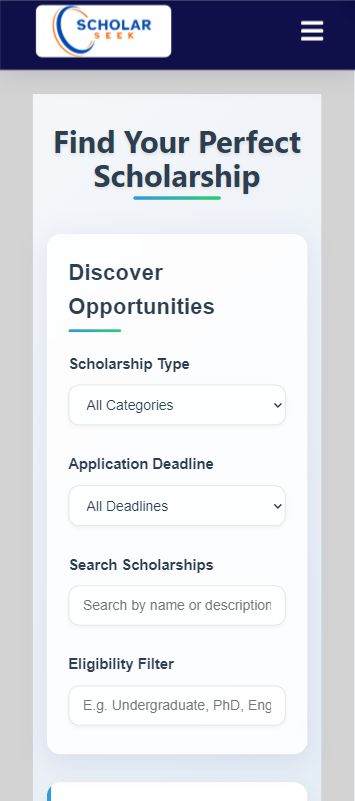 SCHOLAR
SEEK
Find Your Perfect
Scholarship
Discover
Opportunities
Scholarship Type
All Categories
Application Deadline
All Deadlines
Search Scholarships
Search by name or description
Eligibility Filter
E.g. Undergraduate, PhD, Eng